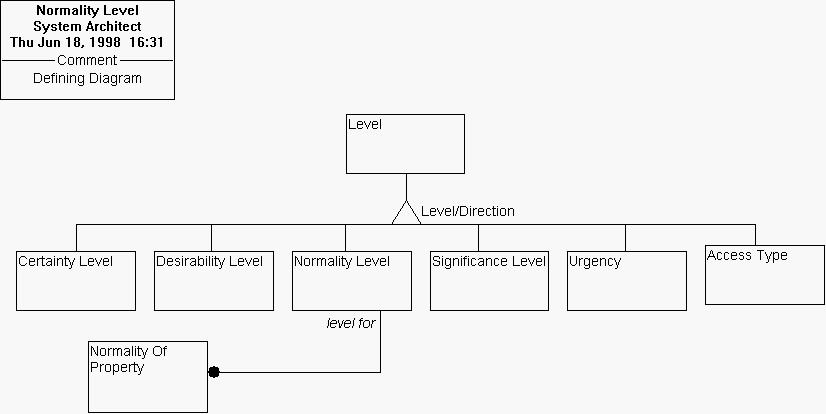 Normality Level
System Architect
Thu Jun 18, 1998  16:31
Comment
Defining Diagram
Level
Level/Direction
Certainty Level
Desirability Level
Normality Level
Significance Level
Urgency
Access Type
level for
Normality Of
Property